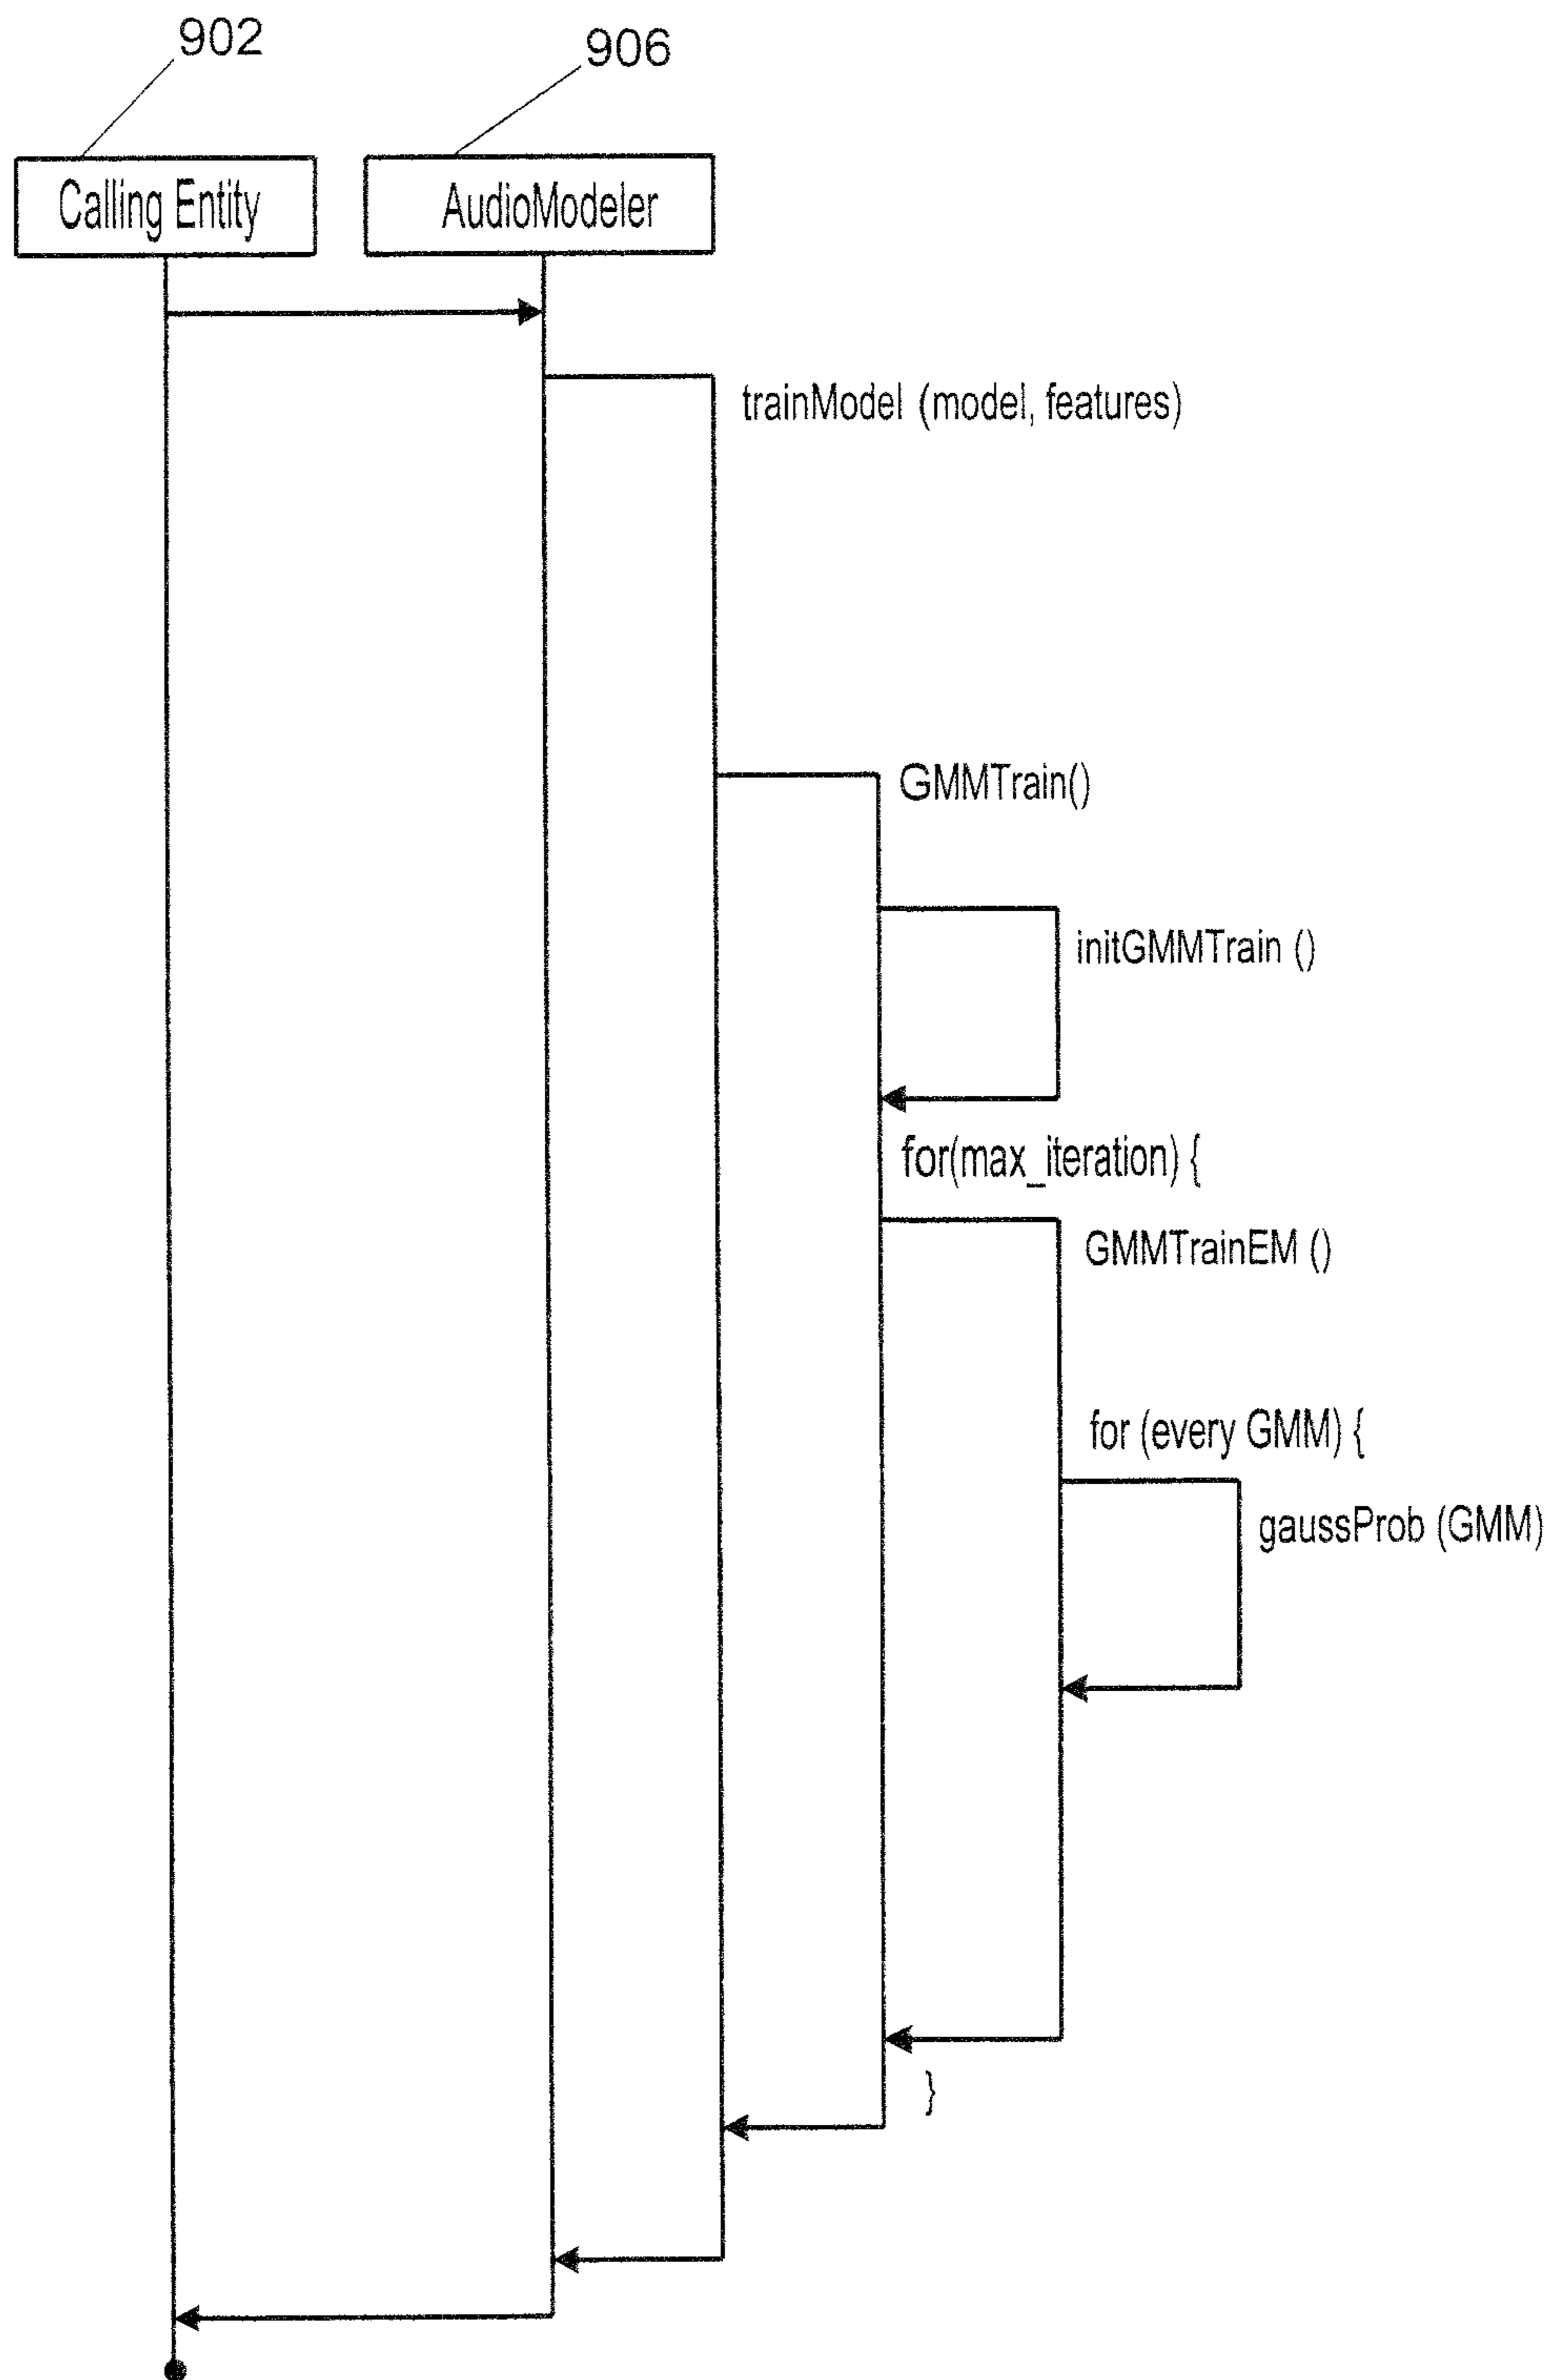 902
906
Calling Entity
AudioModeler
trainModel (model, features)
GMMTrain()
initGMMTrain ()
for(max_iteration) {
GMMTrainEM ()
for (every GMM) {
gaussProb (GMM)
}